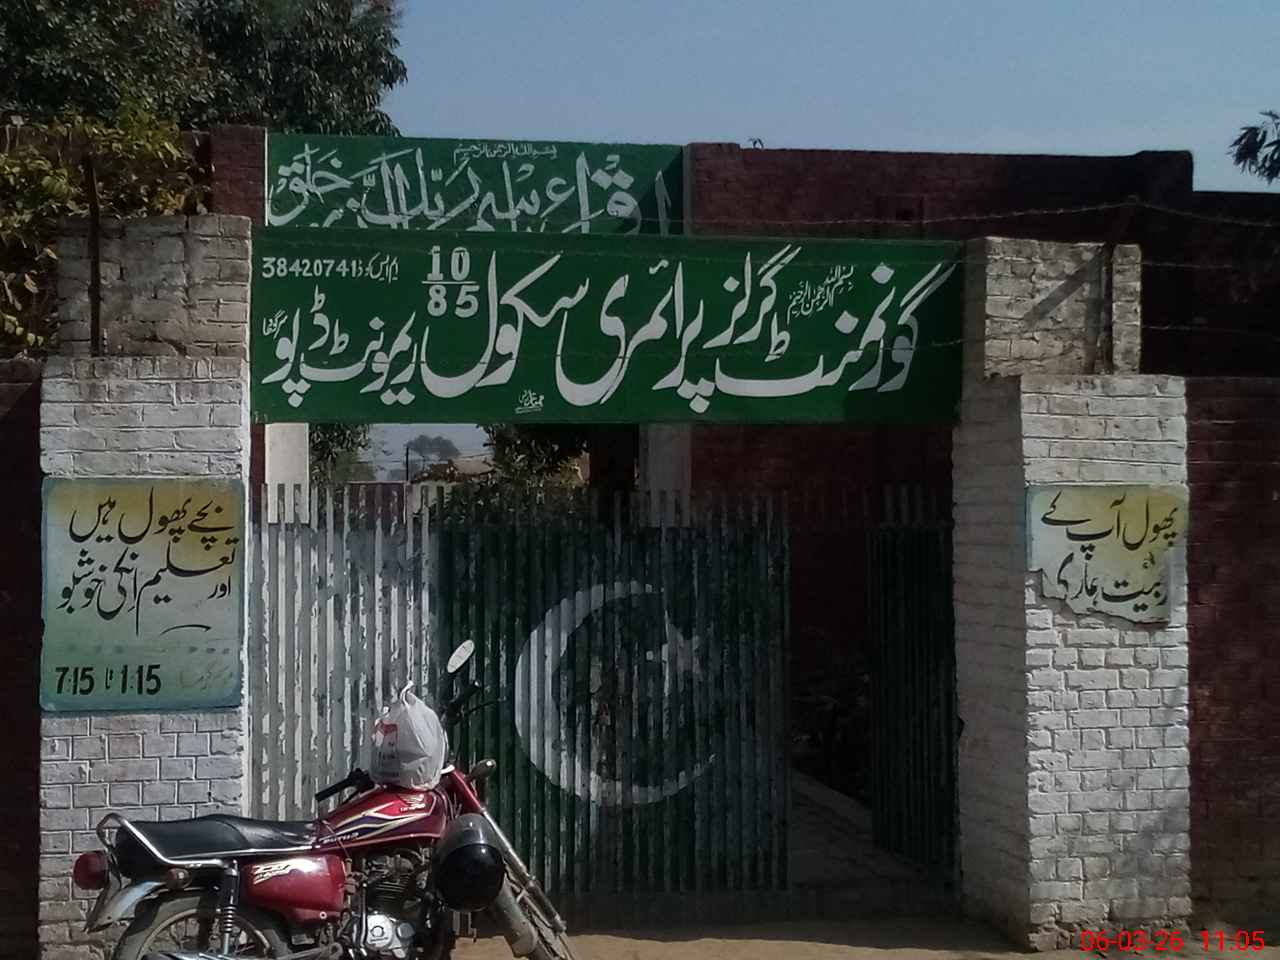 بسم اللہ الرحمن الرحیم
اقراء باسم ربک الذی خلق
بسم اللہ الرحمن الرحیم
گورنمنٹ گرلز پرائمری سکول 10/85 ایم ایس کوڈ 38420741
ریمونٹ ڈپو سرگودھا
بچے پھول ہیں
اور تعلیم انکی خوشبو
7:15 تا 1:15
پھول آپ کے
تربیت ہماری
06-03-26 11:05